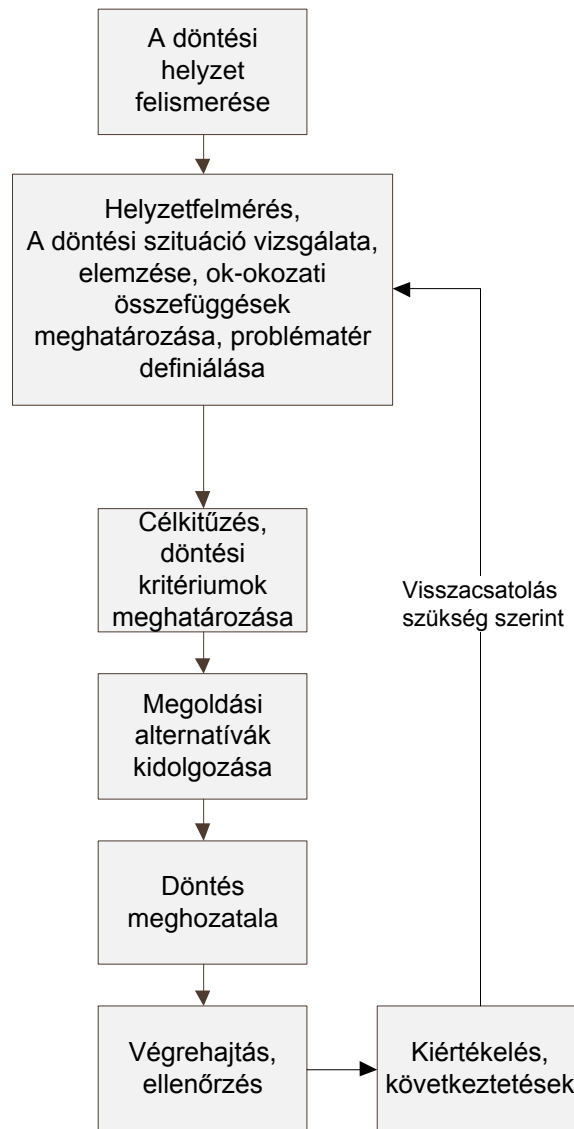 A döntési
helyzet
felismerése
Helyzetfelmérés,
A döntési szituáció vizsgálata,
elemzése, ok-okozati
összefüggések
meghatározása, problématér
definiálása
Célkitűzés,
döntési
kritériumok
meghatározása
Visszacsatolás
szükség szerint
Megoldási
alternatívák
kidolgozása
Döntés
meghozatala
Végrehajtás,
ellenőrzés
Kiértékelés,
következtetések